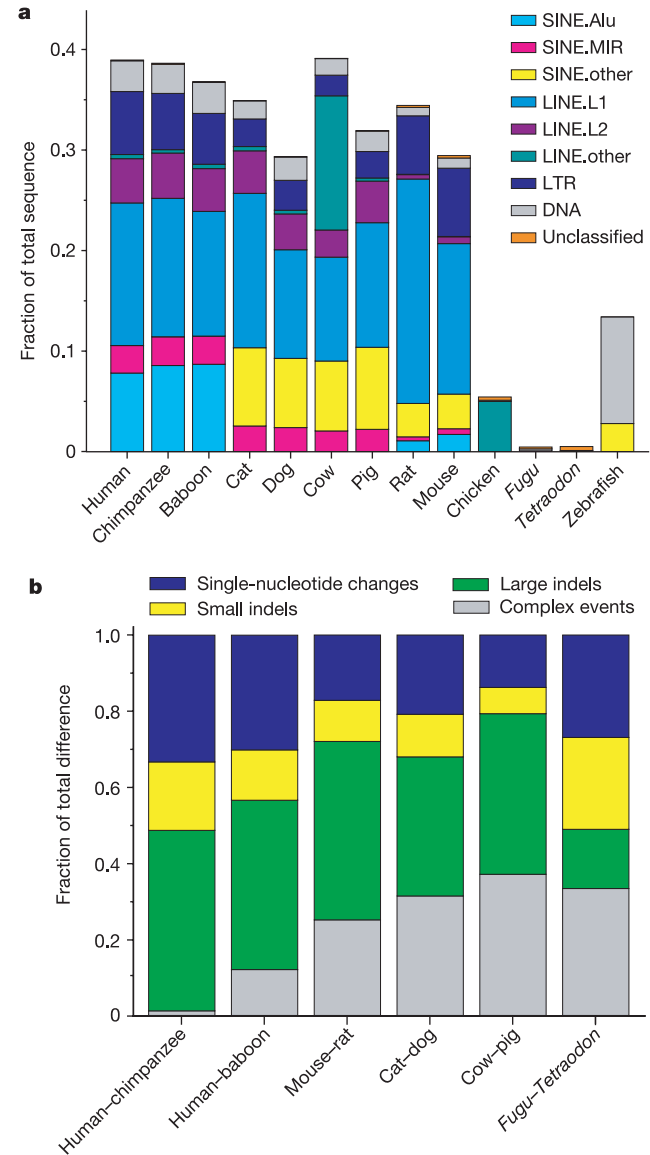 a
SINE.Alu
SINE.MIR
SINE.other
LINE.L1
LINE.L2
LINE.other
LTR
DNA
Unclassified
Fraction of total sequence
0.4
0.3
0.2
0.1
0
Human
Chimpanzee
Baboon
Cat
Dog
Cow
Pig
Rat
Mouse
Chicken
Fugu
Tetraodon
Zebrafish
b
Single-nucleotide changes
Large indels
Small indels
Complex events
Fraction of total difference
1.0
0.8
0.6
0.4
0.2
0
Human–chimpanzee
Human–baboon
Mouse–rat
Cat–dog
Cow–pig
Fugu–Tetraodon